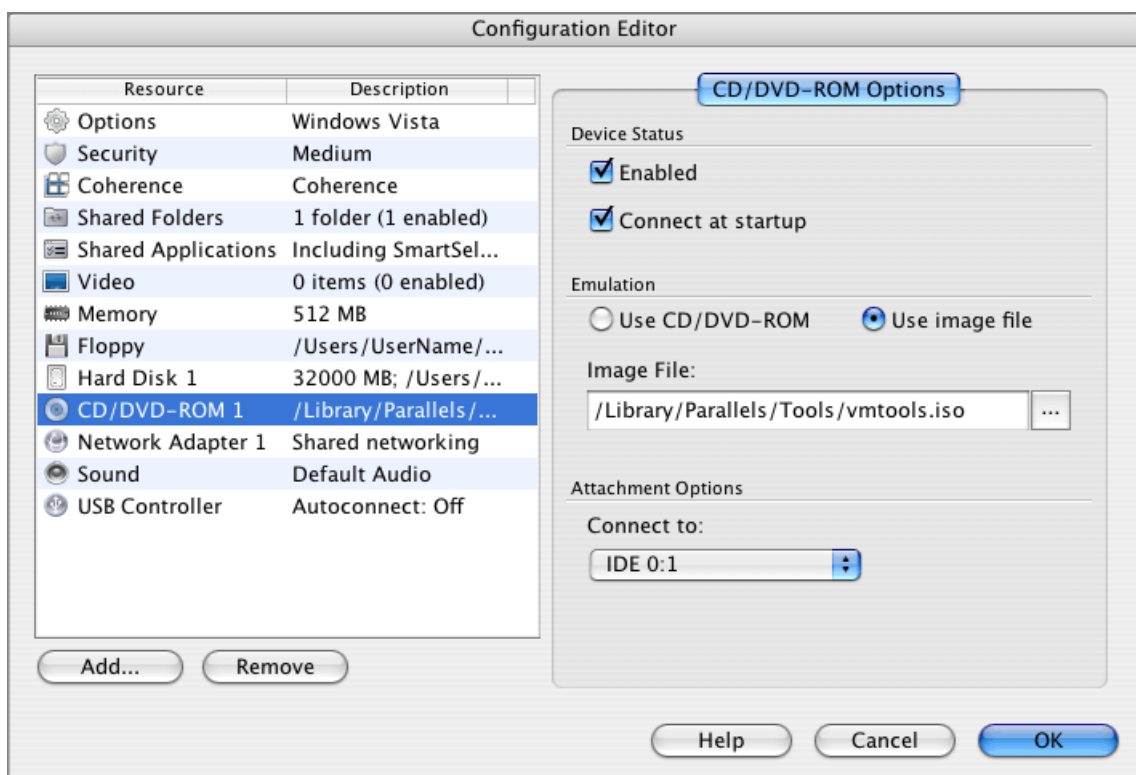 Configuration Editor
Resource Description
Options Windows Vista
Security Medium
Coherence Coherence
Shared Folders 1 folder (1 enabled)
Shared Applications Including SmartSel...
Video 0 items (0 enabled)
Memory 512 MB
Floppy /Users/UserName/...
Hard Disk 1 32000 MB; /Users/...
CD/DVD-ROM 1 /Library/Parallels/...
Network Adapter 1 Shared networking
Sound Default Audio
USB Controller Autoconnect: Off
Add... Remove
CD/DVD-ROM Options
Device Status
Enabled
Connect at startup
Emulation
Use CD/DVD-ROM Use image file
Image File:
/Library/Parallels/Tools/vmtools.iso ...
Attachment Options
Connect to:
IDE 0:1
Help Cancel OK